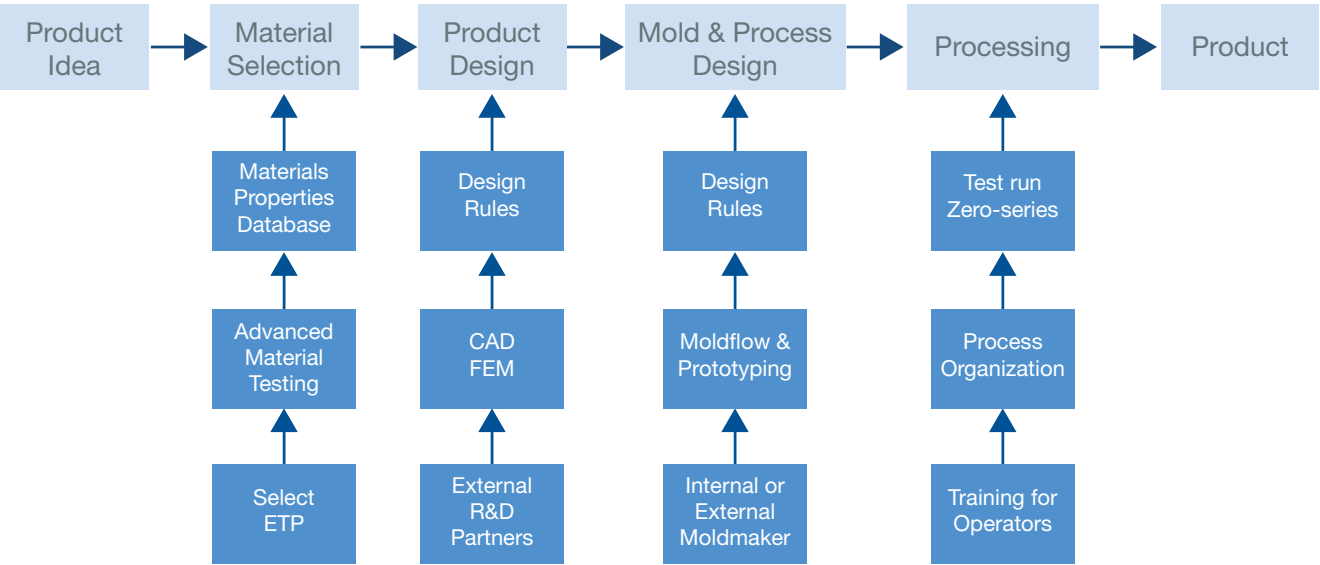 Product
Idea
Material
Selection
Product
Design
Mold & Process
Design
Processing
Product
Materials
Properties
Database
Design
Rules
Design
Rules
Test run
Zero-series
Advanced
Material
Testing
CAD
FEM
Moldflow &
Prototyping
Process
Organization
Select
ETP
External
R&D
Partners
Internal or
External
Moldmaker
Training for
Operators